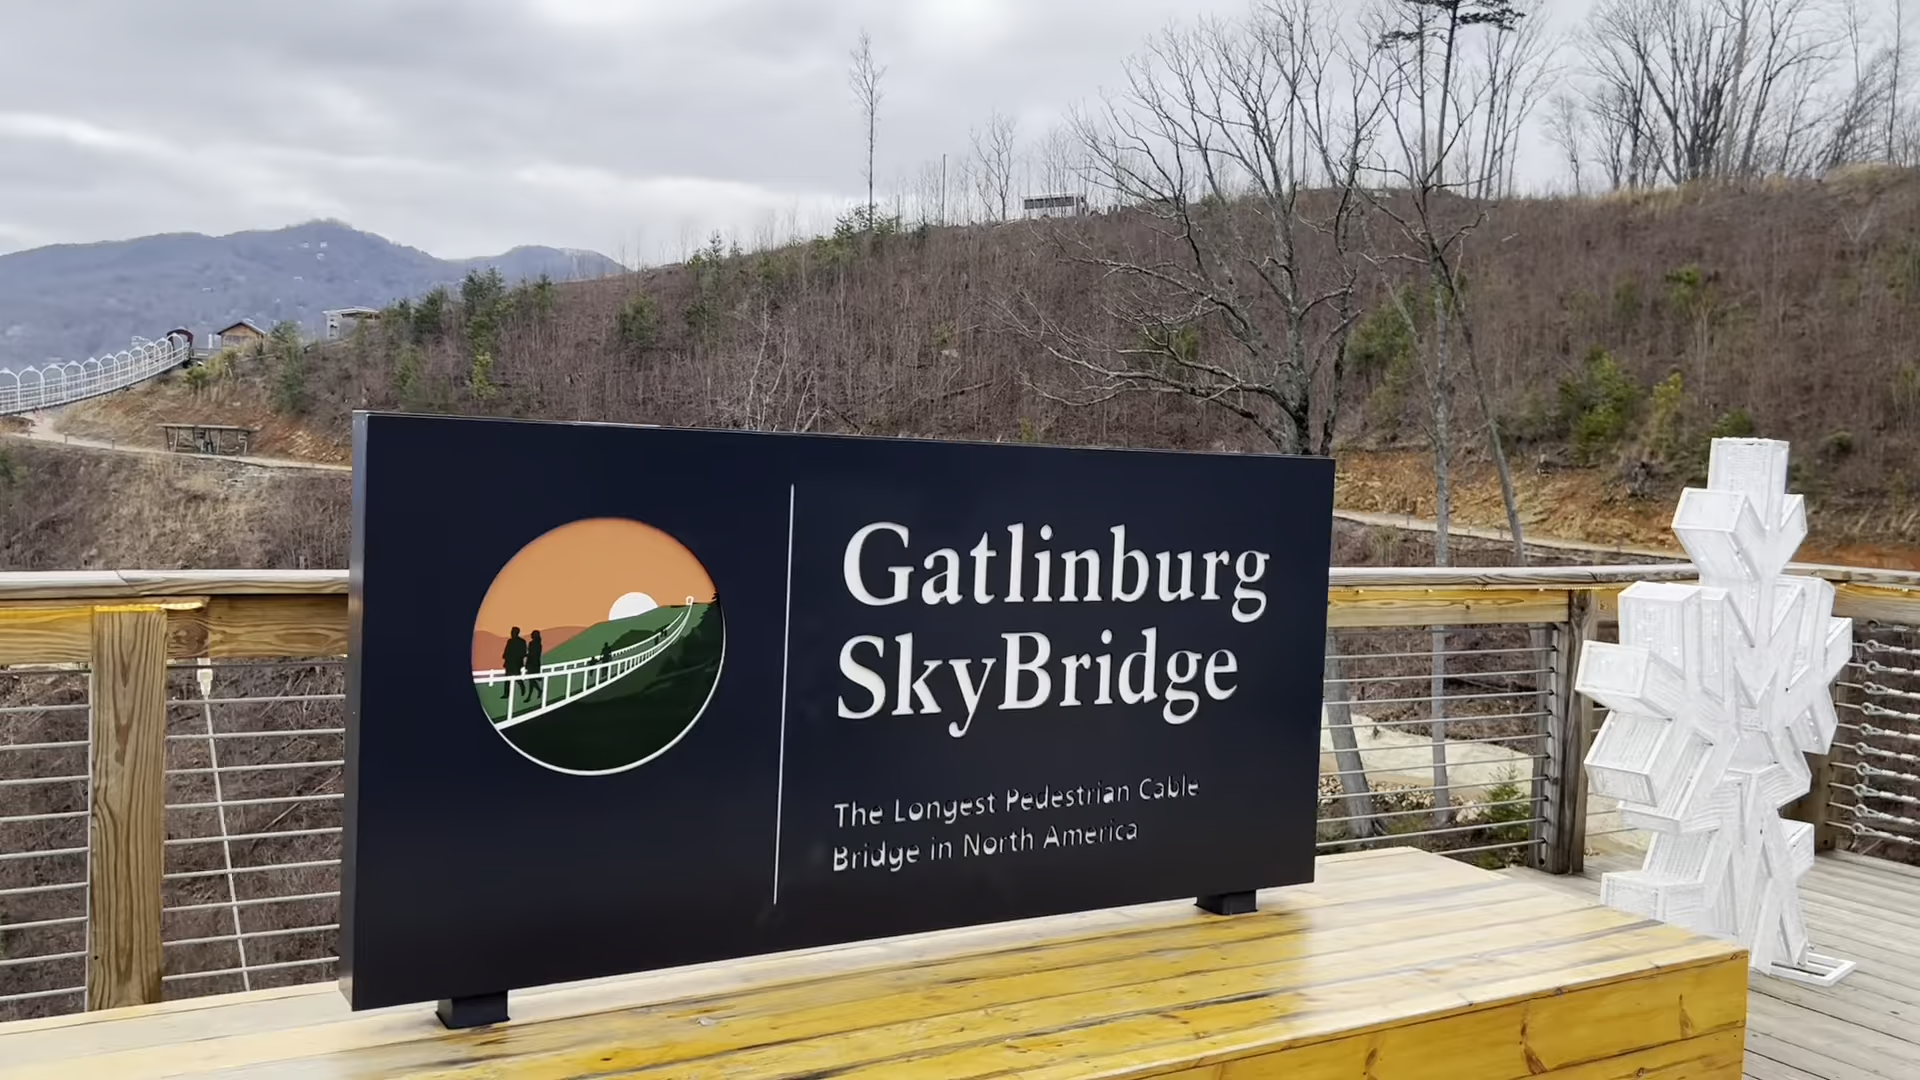 Gatlinburg
SkyBridge
The Longest Pedestrian Cable
Bridge in North America